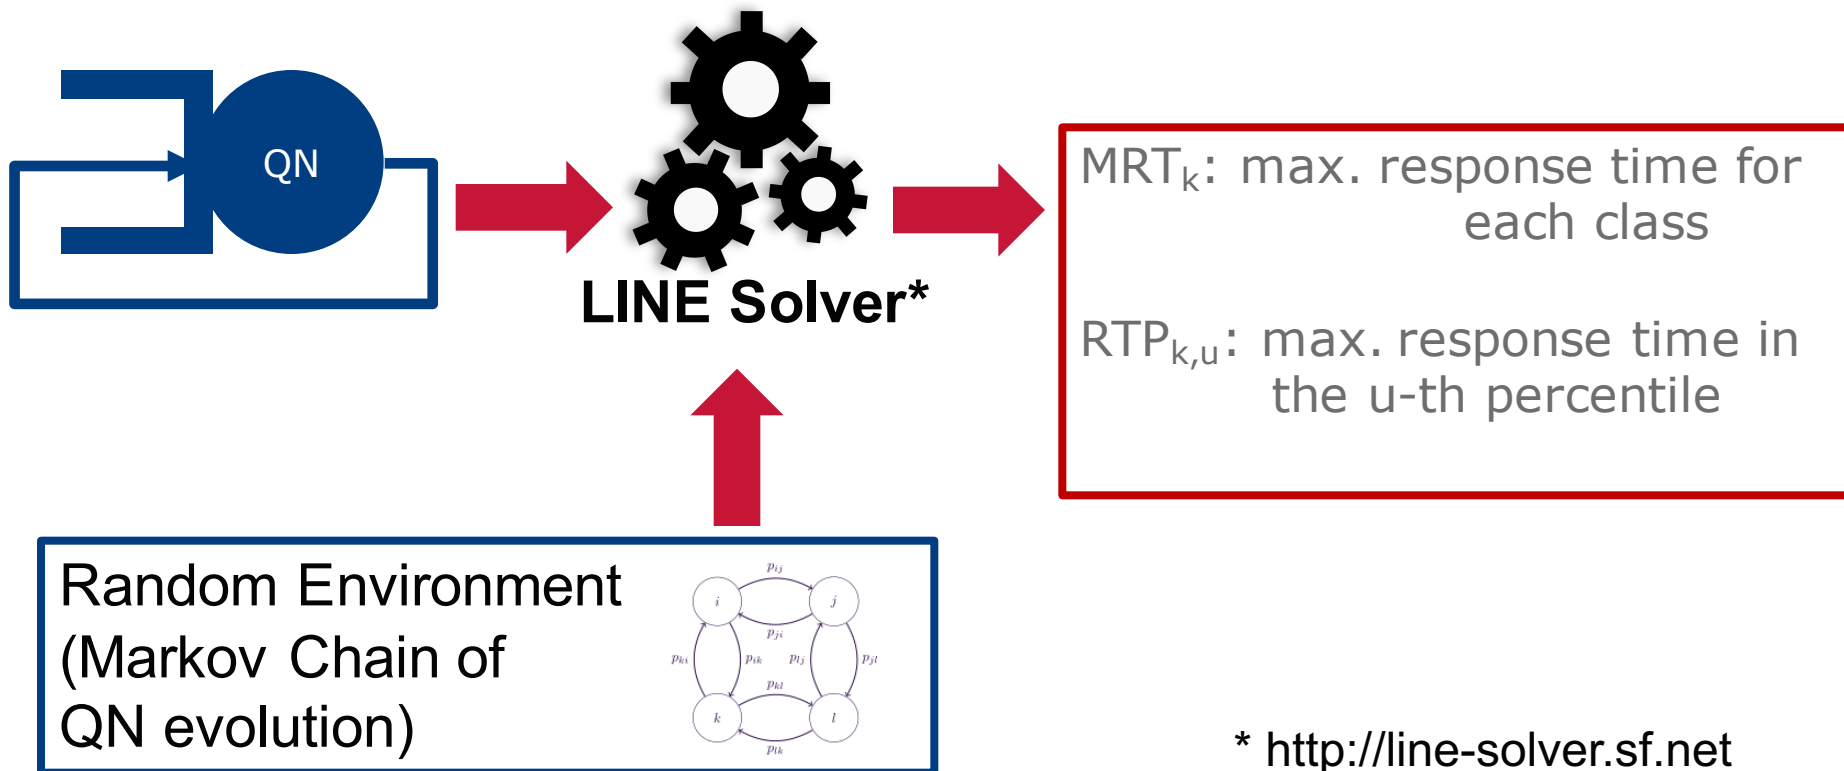 QN
LINE Solver*
MRTk: max. response time for
each class
RTPk,u: max. response time in
the u-th percentile
Random Environment
(Markov Chain of
QN evolution)
pij
i
j
pji
pki
pik
plj
pjl
pkl
k
l
plk
* http://line-solver.sf.net